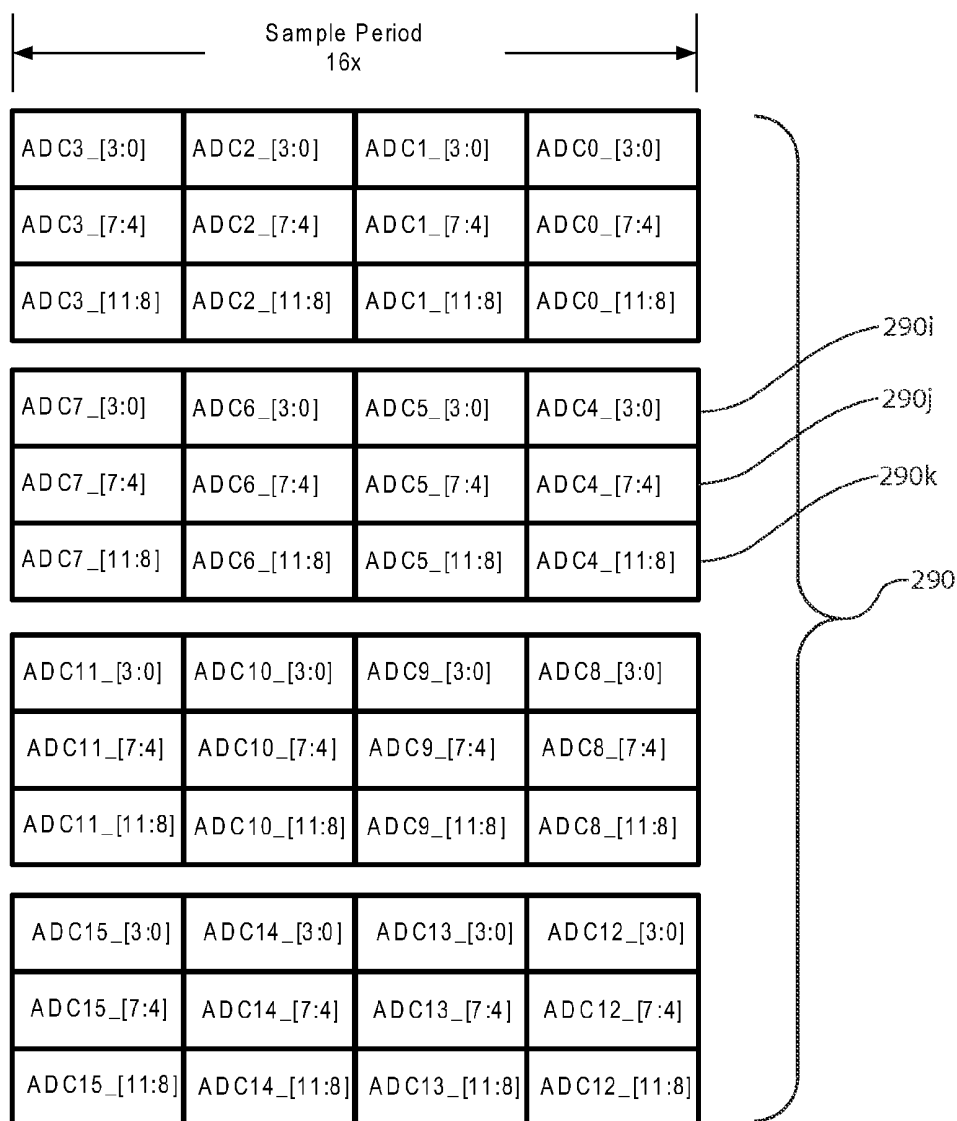 Sample Period
16x
ADC3_[3:0] ADC2_[3:0] ADC1_[3:0] ADC0_[3:0]
ADC3_[7:4] ADC2_[7:4] ADC1_[7:4] ADC0_[7:4]
ADC3_[11:8] ADC2_[11:8] ADC1_[11:8] ADC0_[11:8]
290i
ADC7_[3:0] ADC6_[3:0] ADC5_[3:0] ADC4_[3:0]
290j
ADC7_[7:4] ADC6_[7:4] ADC5_[7:4] ADC4_[7:4]
290k
ADC7_[11:8] ADC6_[11:8] ADC5_[11:8] ADC4_[11:8]
290
ADC11_[3:0] ADC10_[3:0] ADC9_[3:0] ADC8_[3:0]
ADC11_[7:4] ADC10_[7:4] ADC9_[7:4] ADC8_[7:4]
ADC11_[11:8] ADC10_[11:8] ADC9_[11:8] ADC8_[11:8]
ADC15_[3:0] ADC14_[3:0] ADC13_[3:0] ADC12_[3:0]
ADC15_[7:4] ADC14_[7:4] ADC13_[7:4] ADC12_[7:4]
ADC15_[11:8] ADC14_[11:8] ADC13_[11:8] ADC12_[11:8]